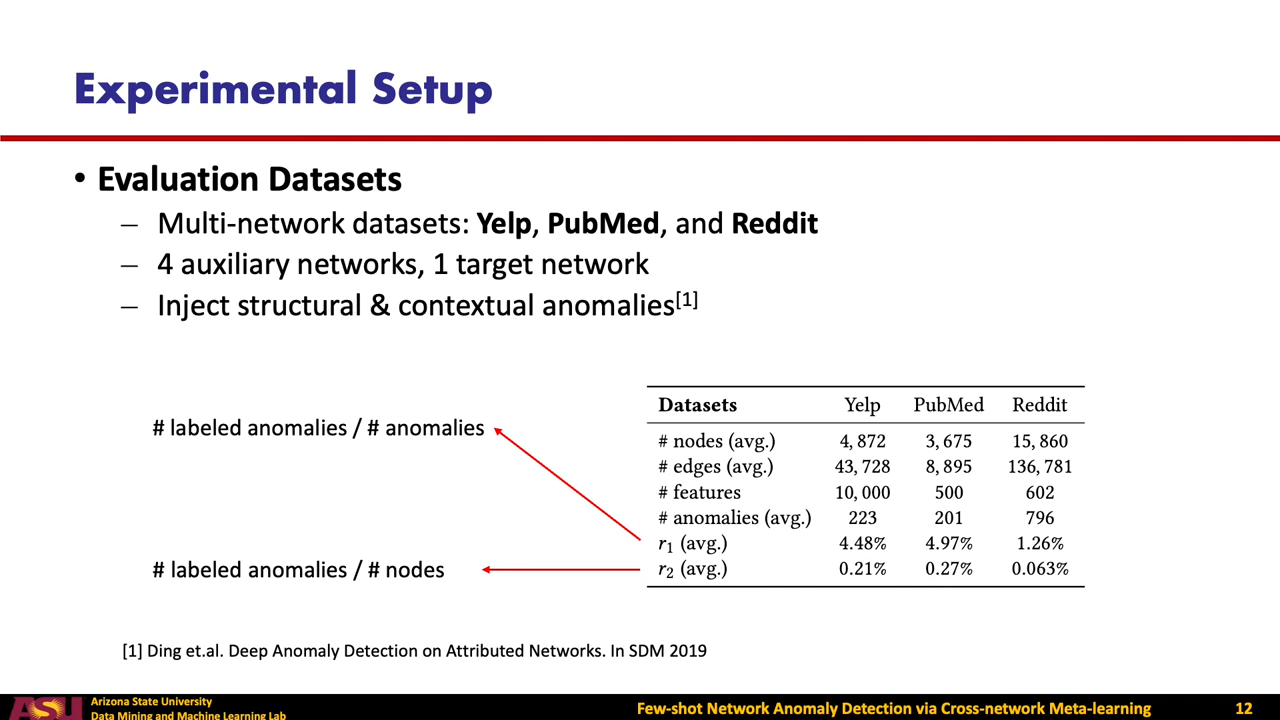 Experimental Setup
• Evaluation Datasets
– Multi-network datasets: Yelp, PubMed, and Reddit
– 4 auxiliary networks, 1 target network
– Inject structural & contextual anomalies[1]
# labeled anomalies / # anomalies
# labeled anomalies / # nodes
Datasets Yelp PubMed Reddit
# nodes (avg.) 4,872 3,675 15,860
# edges (avg.) 43,728 8,895 136,781
# features 10,000 500 602
# anomalies (avg.) 223 201 796
r1 (avg.) 4.48% 4.97% 1.26%
r2 (avg.) 0.21% 0.27% 0.063%
[1] Ding et.al. Deep Anomaly Detection on Attributed Networks. In SDM 2019
ASU
Arizona State University
Data Mining and Machine Learning Lab
Few-shot Network Anomaly Detection via Cross-network Meta-learning
12